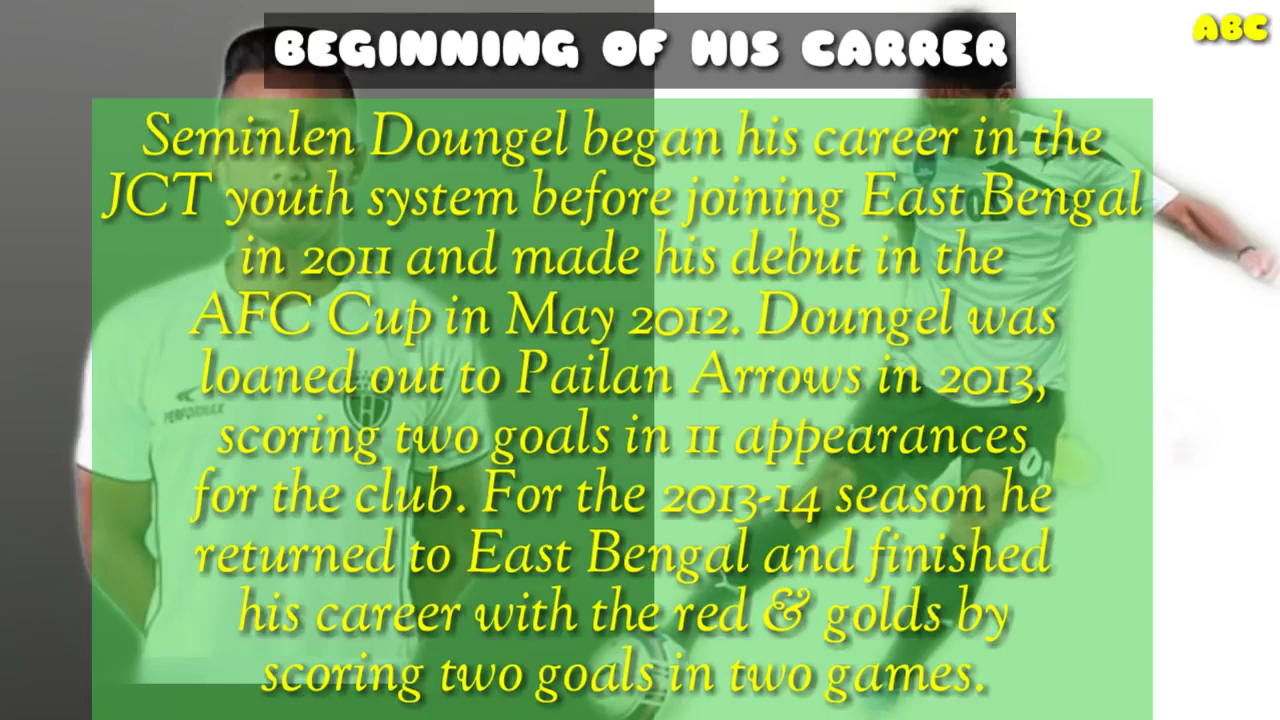 BEGINNING OF HIS CARRER
ABC
Seminlen Doungel began his career in the
JCT youth system before joining East Bengal
in 2011 and made his debut in the
AFC Cup in May 2012. Doungel was
loaned out to Pailan Arrows in 2013,
scoring two goals in 11 appearances
for the club. For the 2013-14 season he
returned to East Bengal and finished
his career with the red & golds by
scoring two goals in two games.
PERFORMAX